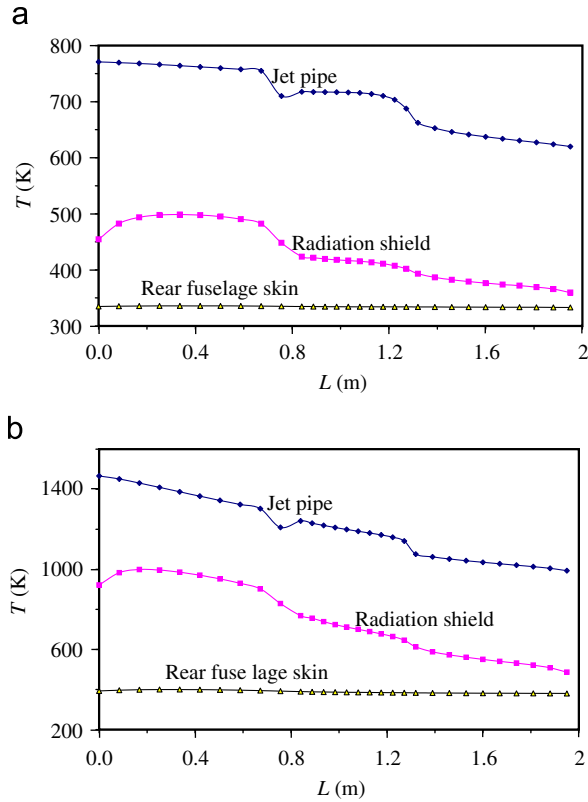 a
800
700
600
500
400
300
T (K)
Jet pipe
Radiation shield
Rear fuselage skin
0.0 0.4 0.8 1.2 1.6 2
L (m)
b
1400
1000
600
200
T (K)
Jet pipe
Radiation shield
Rear fuse lage skin
0.0 0.4 0.8 1.2 1.6 2
L (m)